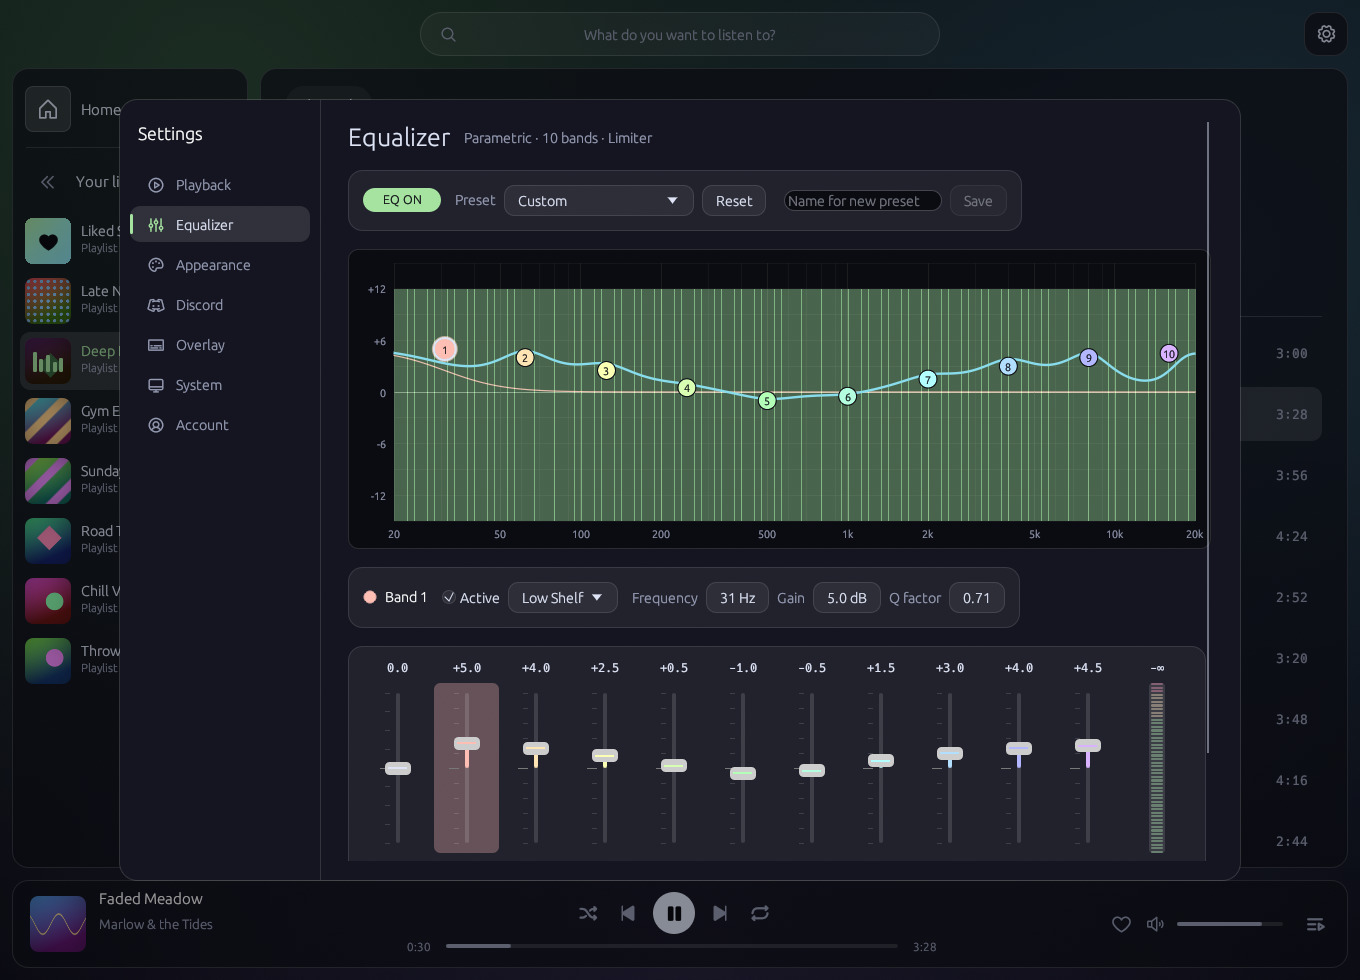 What do you want to listen to?
Home
Your li
Liked S
Playlist
Late N
Playlist
Deep
Playlist
Gym E
Playlist
Sunday
Playlist
Road T
Playlist
Chill V
Playlist
Throw
Playlist
Settings
Playback
Equalizer
Appearance
Discord
Overlay
System
Account
Equalizer Parametric · 10 bands · Limiter
EQ ON Preset Custom Reset Name for new preset Save
+12
+6
0
-6
-12
1 2 3 4 5 6 7 8 9 10
20 50 100 200 500 1k 2k 5k 10k 20k
Band 1 Active Low Shelf Frequency 31 Hz Gain 5.0 dB Q factor 0.71
0.0 +5.0 +4.0 +2.5 +0.5 -1.0 -0.5 +1.5 +3.0 +4.0 +4.5 -∞
3:00
3:28
3:56
4:24
2:52
3:20
3:48
4:16
2:44
Faded Meadow
Marlow & the Tides
0:30 3:28